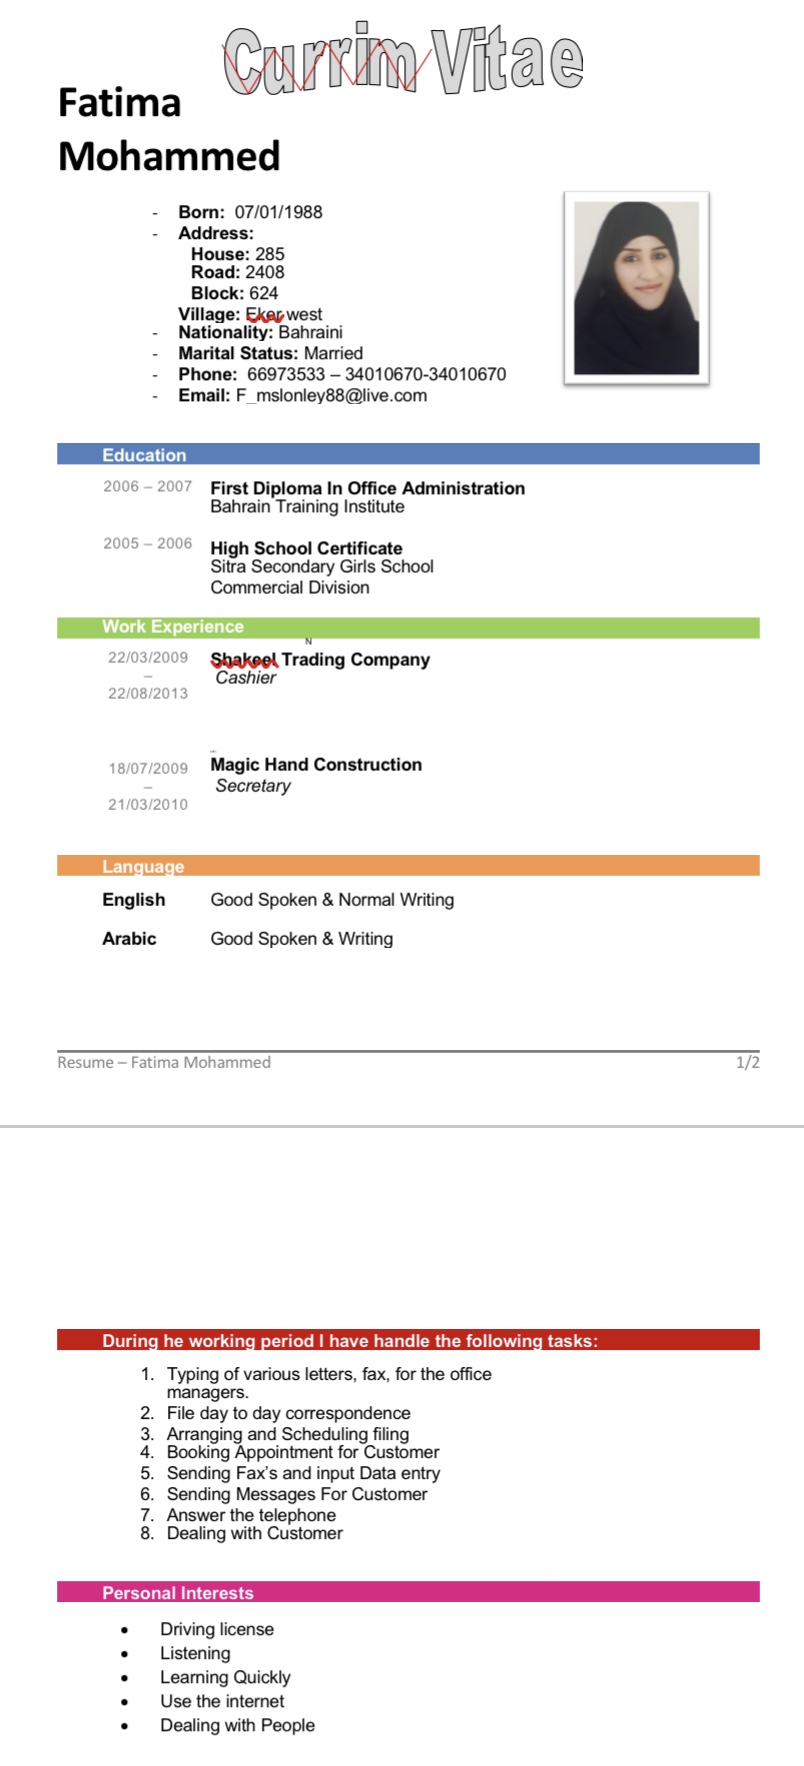 Currim Vitae
Fatima
Mohammed
- Born: 07/01/1988
- Address:
House: 285
Road: 2408
Block: 624
Village: Eker west
- Nationality: Bahraini
- Marital Status: Married
- Phone: 66973533 – 34010670-34010670
- Email: F_mslonley88@live.com
Education
2006 – 2007 First Diploma In Office Administration
Bahrain Training Institute
2005 – 2006 High School Certificate
Sitra Secondary Girls School
Commercial Division
Work Experience
N
22/03/2009 – 22/08/2013 Shakeel Trading Company
Cashier
18/07/2009 – 21/03/2010 Magic Hand Construction
Secretary
Language
English Good Spoken & Normal Writing
Arabic Good Spoken & Writing
Resume – Fatima Mohammed 1/2
During he working period I have handle the following tasks:
1. Typing of various letters, fax, for the office
managers.
2. File day to day correspondence
3. Arranging and Scheduling filing
4. Booking Appointment for Customer
5. Sending Fax's and input Data entry
6. Sending Messages For Customer
7. Answer the telephone
8. Dealing with Customer
Personal Interests
• Driving license
• Listening
• Learning Quickly
• Use the internet
• Dealing with People